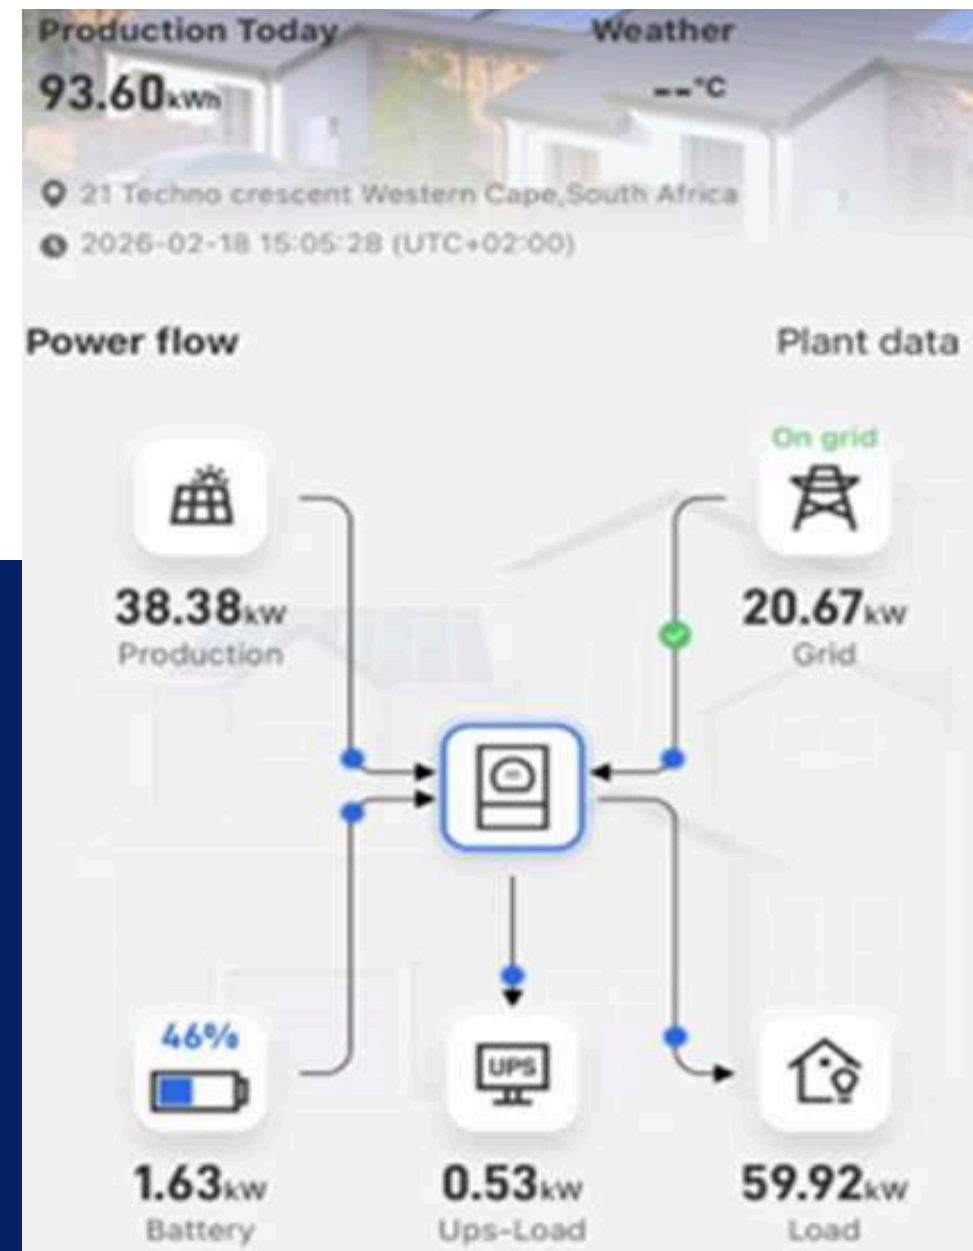 Production Today
Weather
93.60kWh
--°C
21 Techno crescent Western Cape,South Africa
2026-02-18 15:05:28 (UTC+02:00)
Power flow
Plant data
On grid
38.38kW
Production
20.67kW
Grid
46%
UPS
1.63kW
Battery
0.53kW
Ups-Load
59.92kW
Load